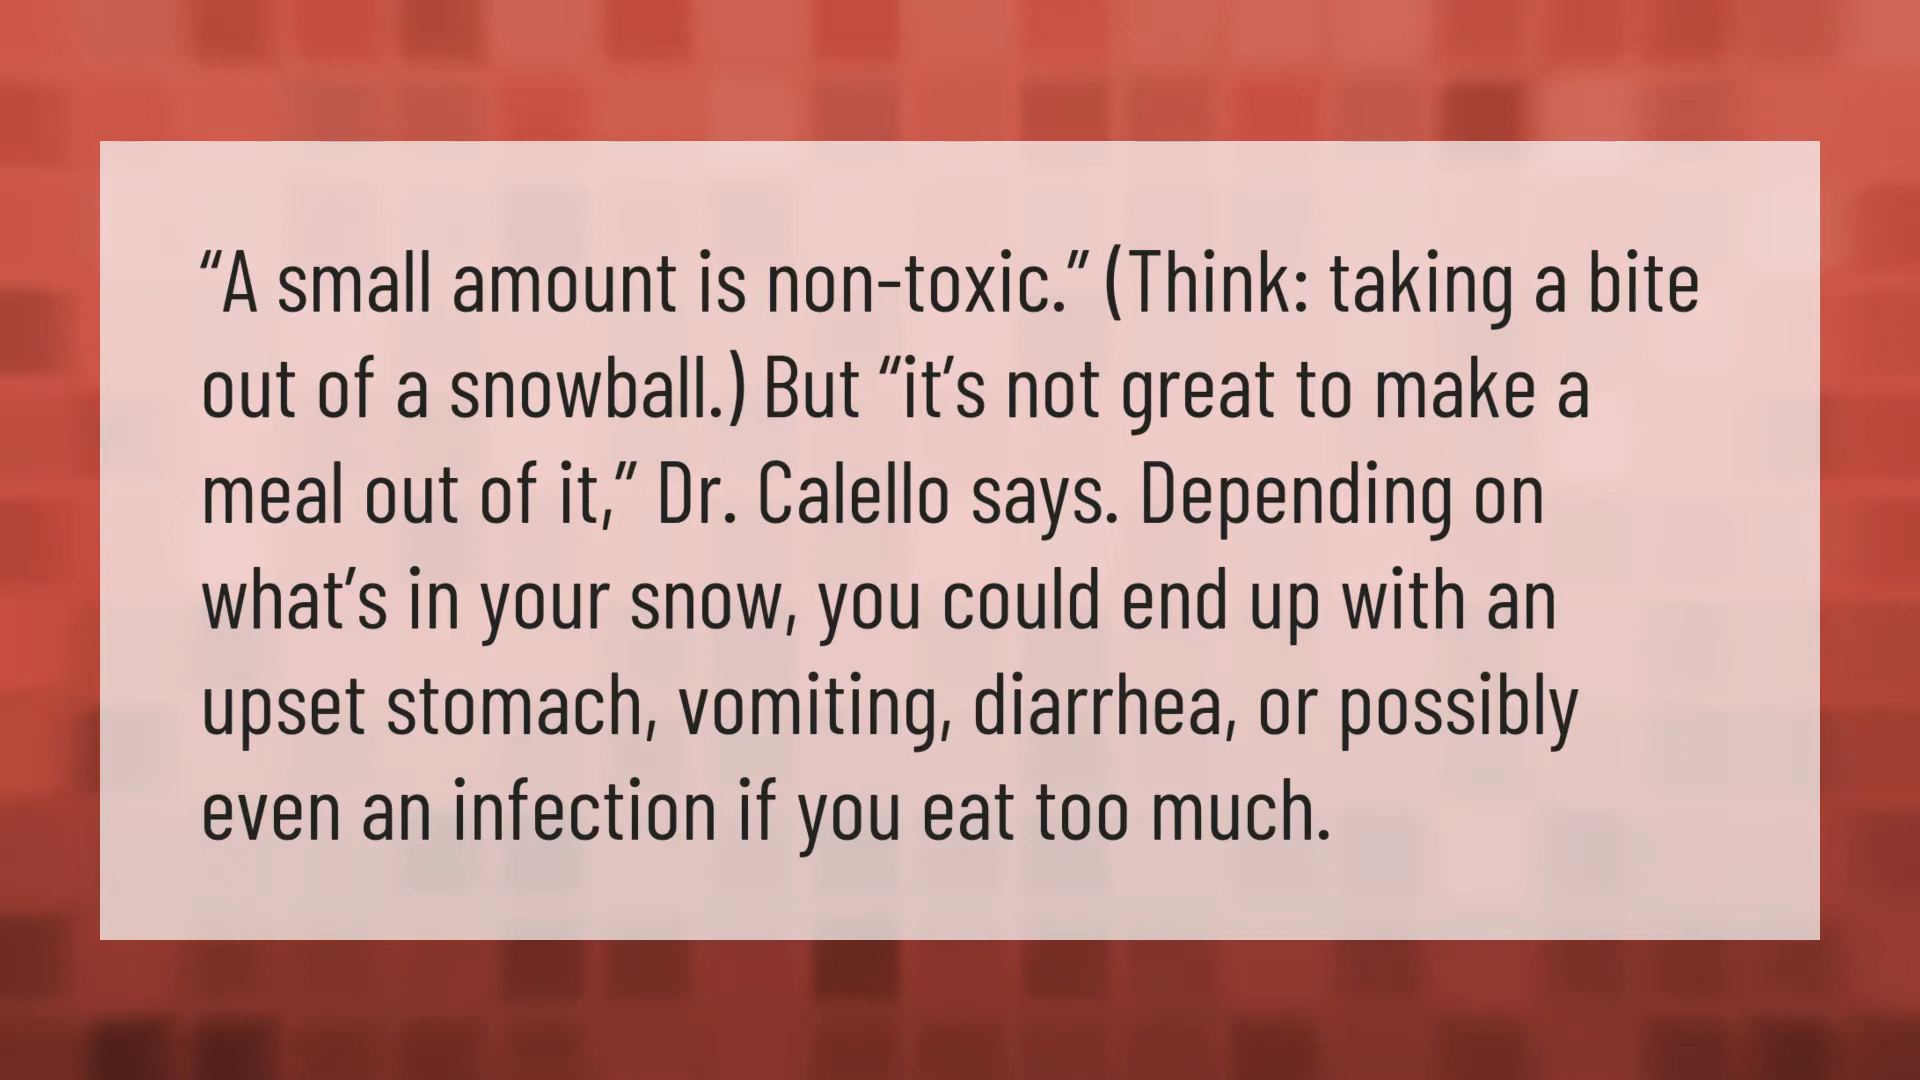 “A small amount is non-toxic.” (Think: taking a bite
out of a snowball.) But “it’s not great to make a
meal out of it,” Dr. Calello says. Depending on
what’s in your snow, you could end up with an
upset stomach, vomiting, diarrhea, or possibly
even an infection if you eat too much.